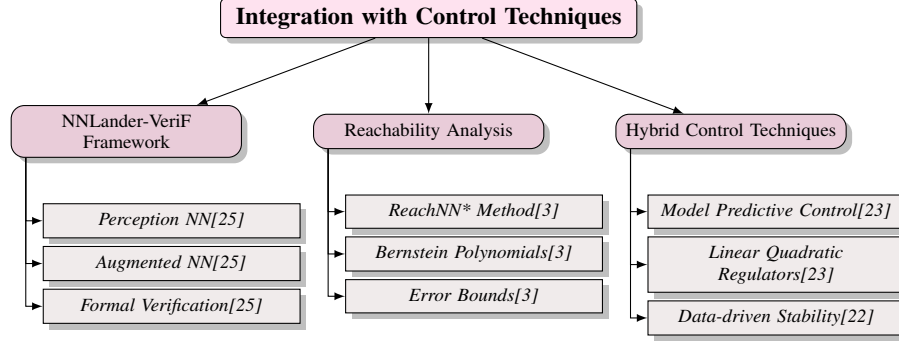 Integration with Control Techniques
NNLander-VeriF
Framework
Perception NN[25]
Augmented NN[25]
Formal Verification[25]
Reachability Analysis
ReachNN* Method[3]
Bernstein Polynomials[3]
Error Bounds[3]
Hybrid Control Techniques
Model Predictive Control[23]
Linear Quadratic
Regulators[23]
Data-driven Stability[22]